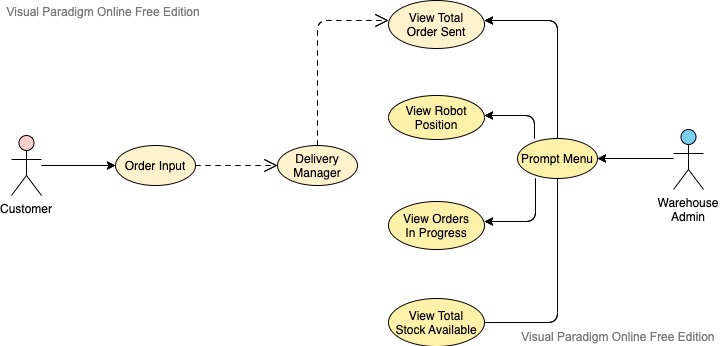 Visual Paradigm Online Free Edition
View Total
Order Sent
View Robot
Position
Customer
Order Input
Delivery
Manager
Prompt Menu
Warehouse
Admin
View Orders
In Progress
View Total
Stock Available
Visual Paradigm Online Free Edition